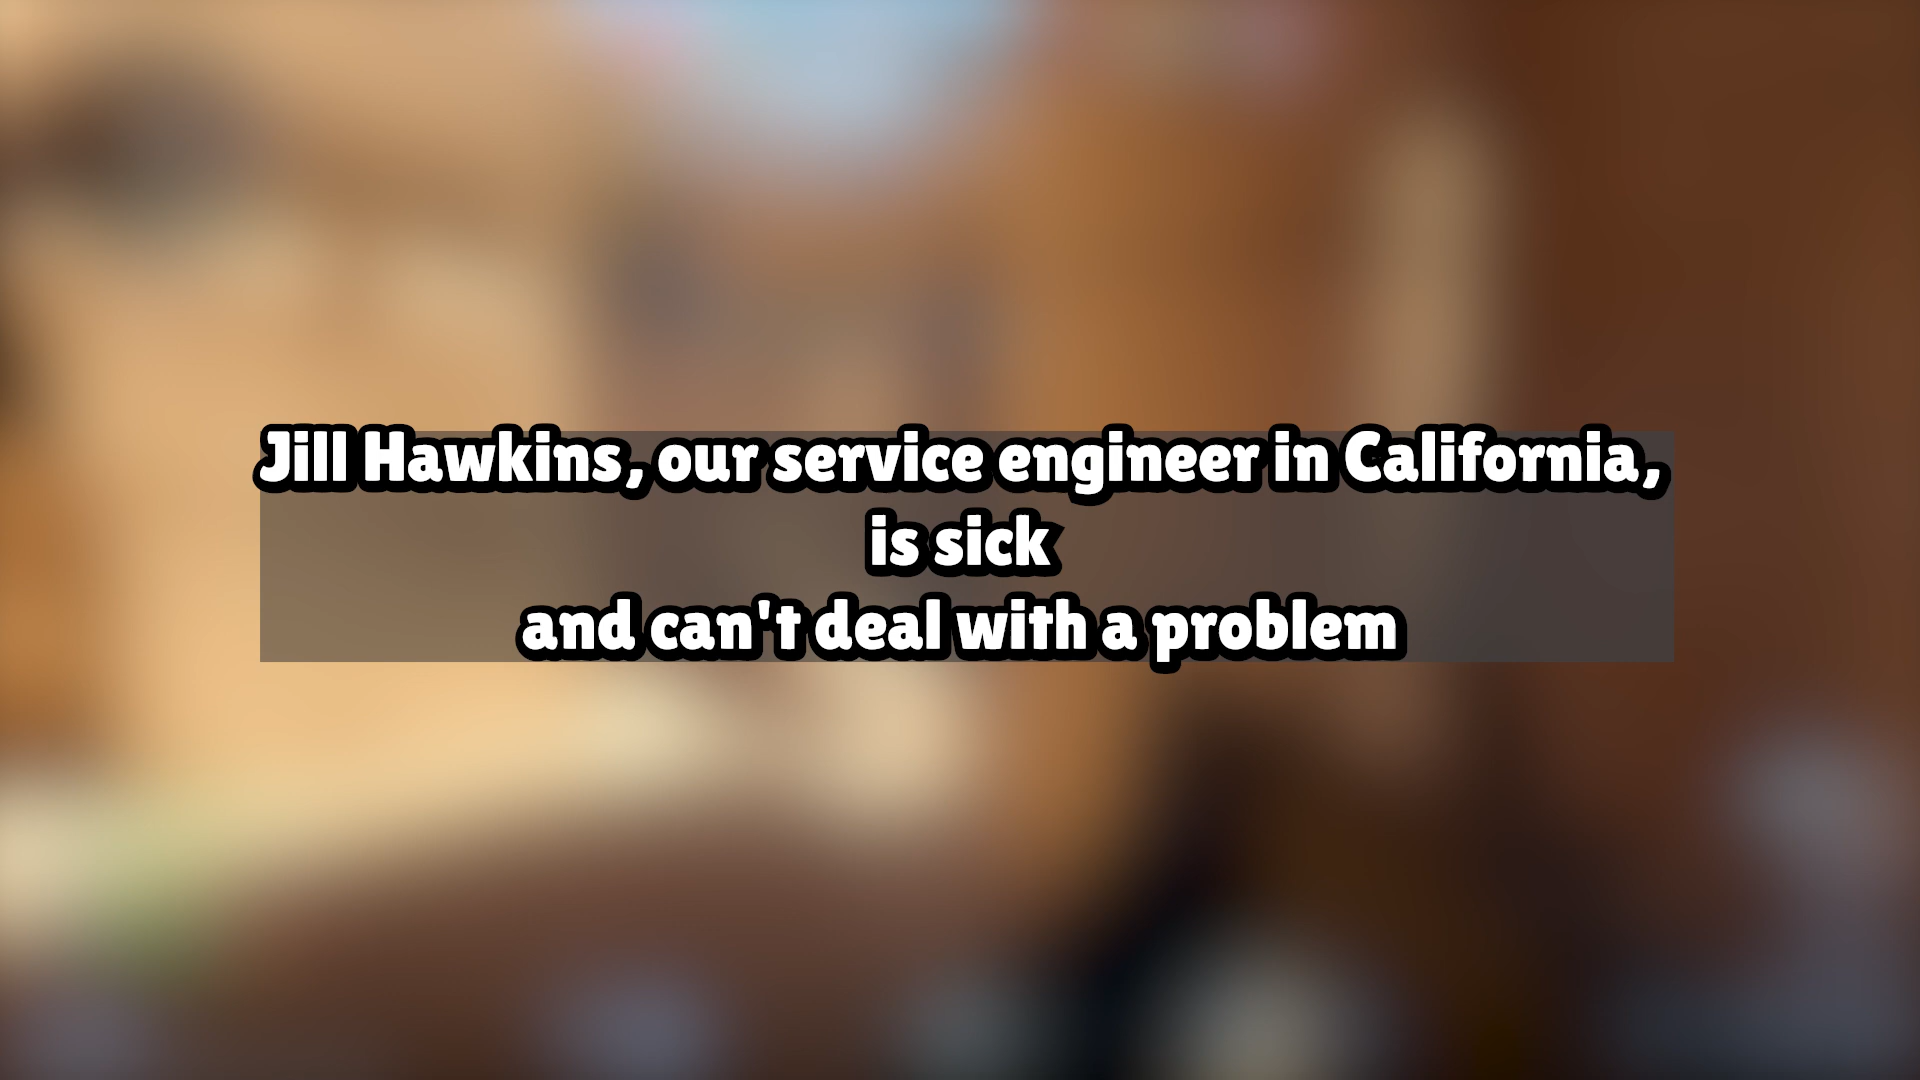 Jill Hawkins, our service engineer in California,
is sick
and can't deal with a problem